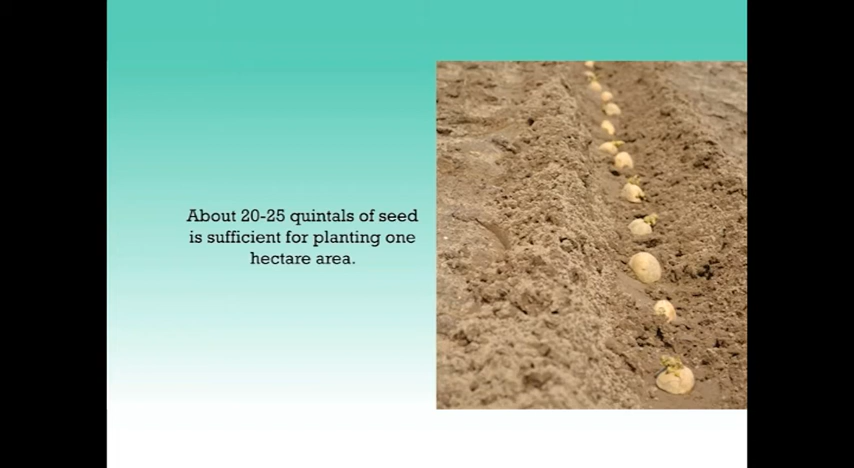 About 20-25 quintals of seed
is sufficient for planting one
hectare area.